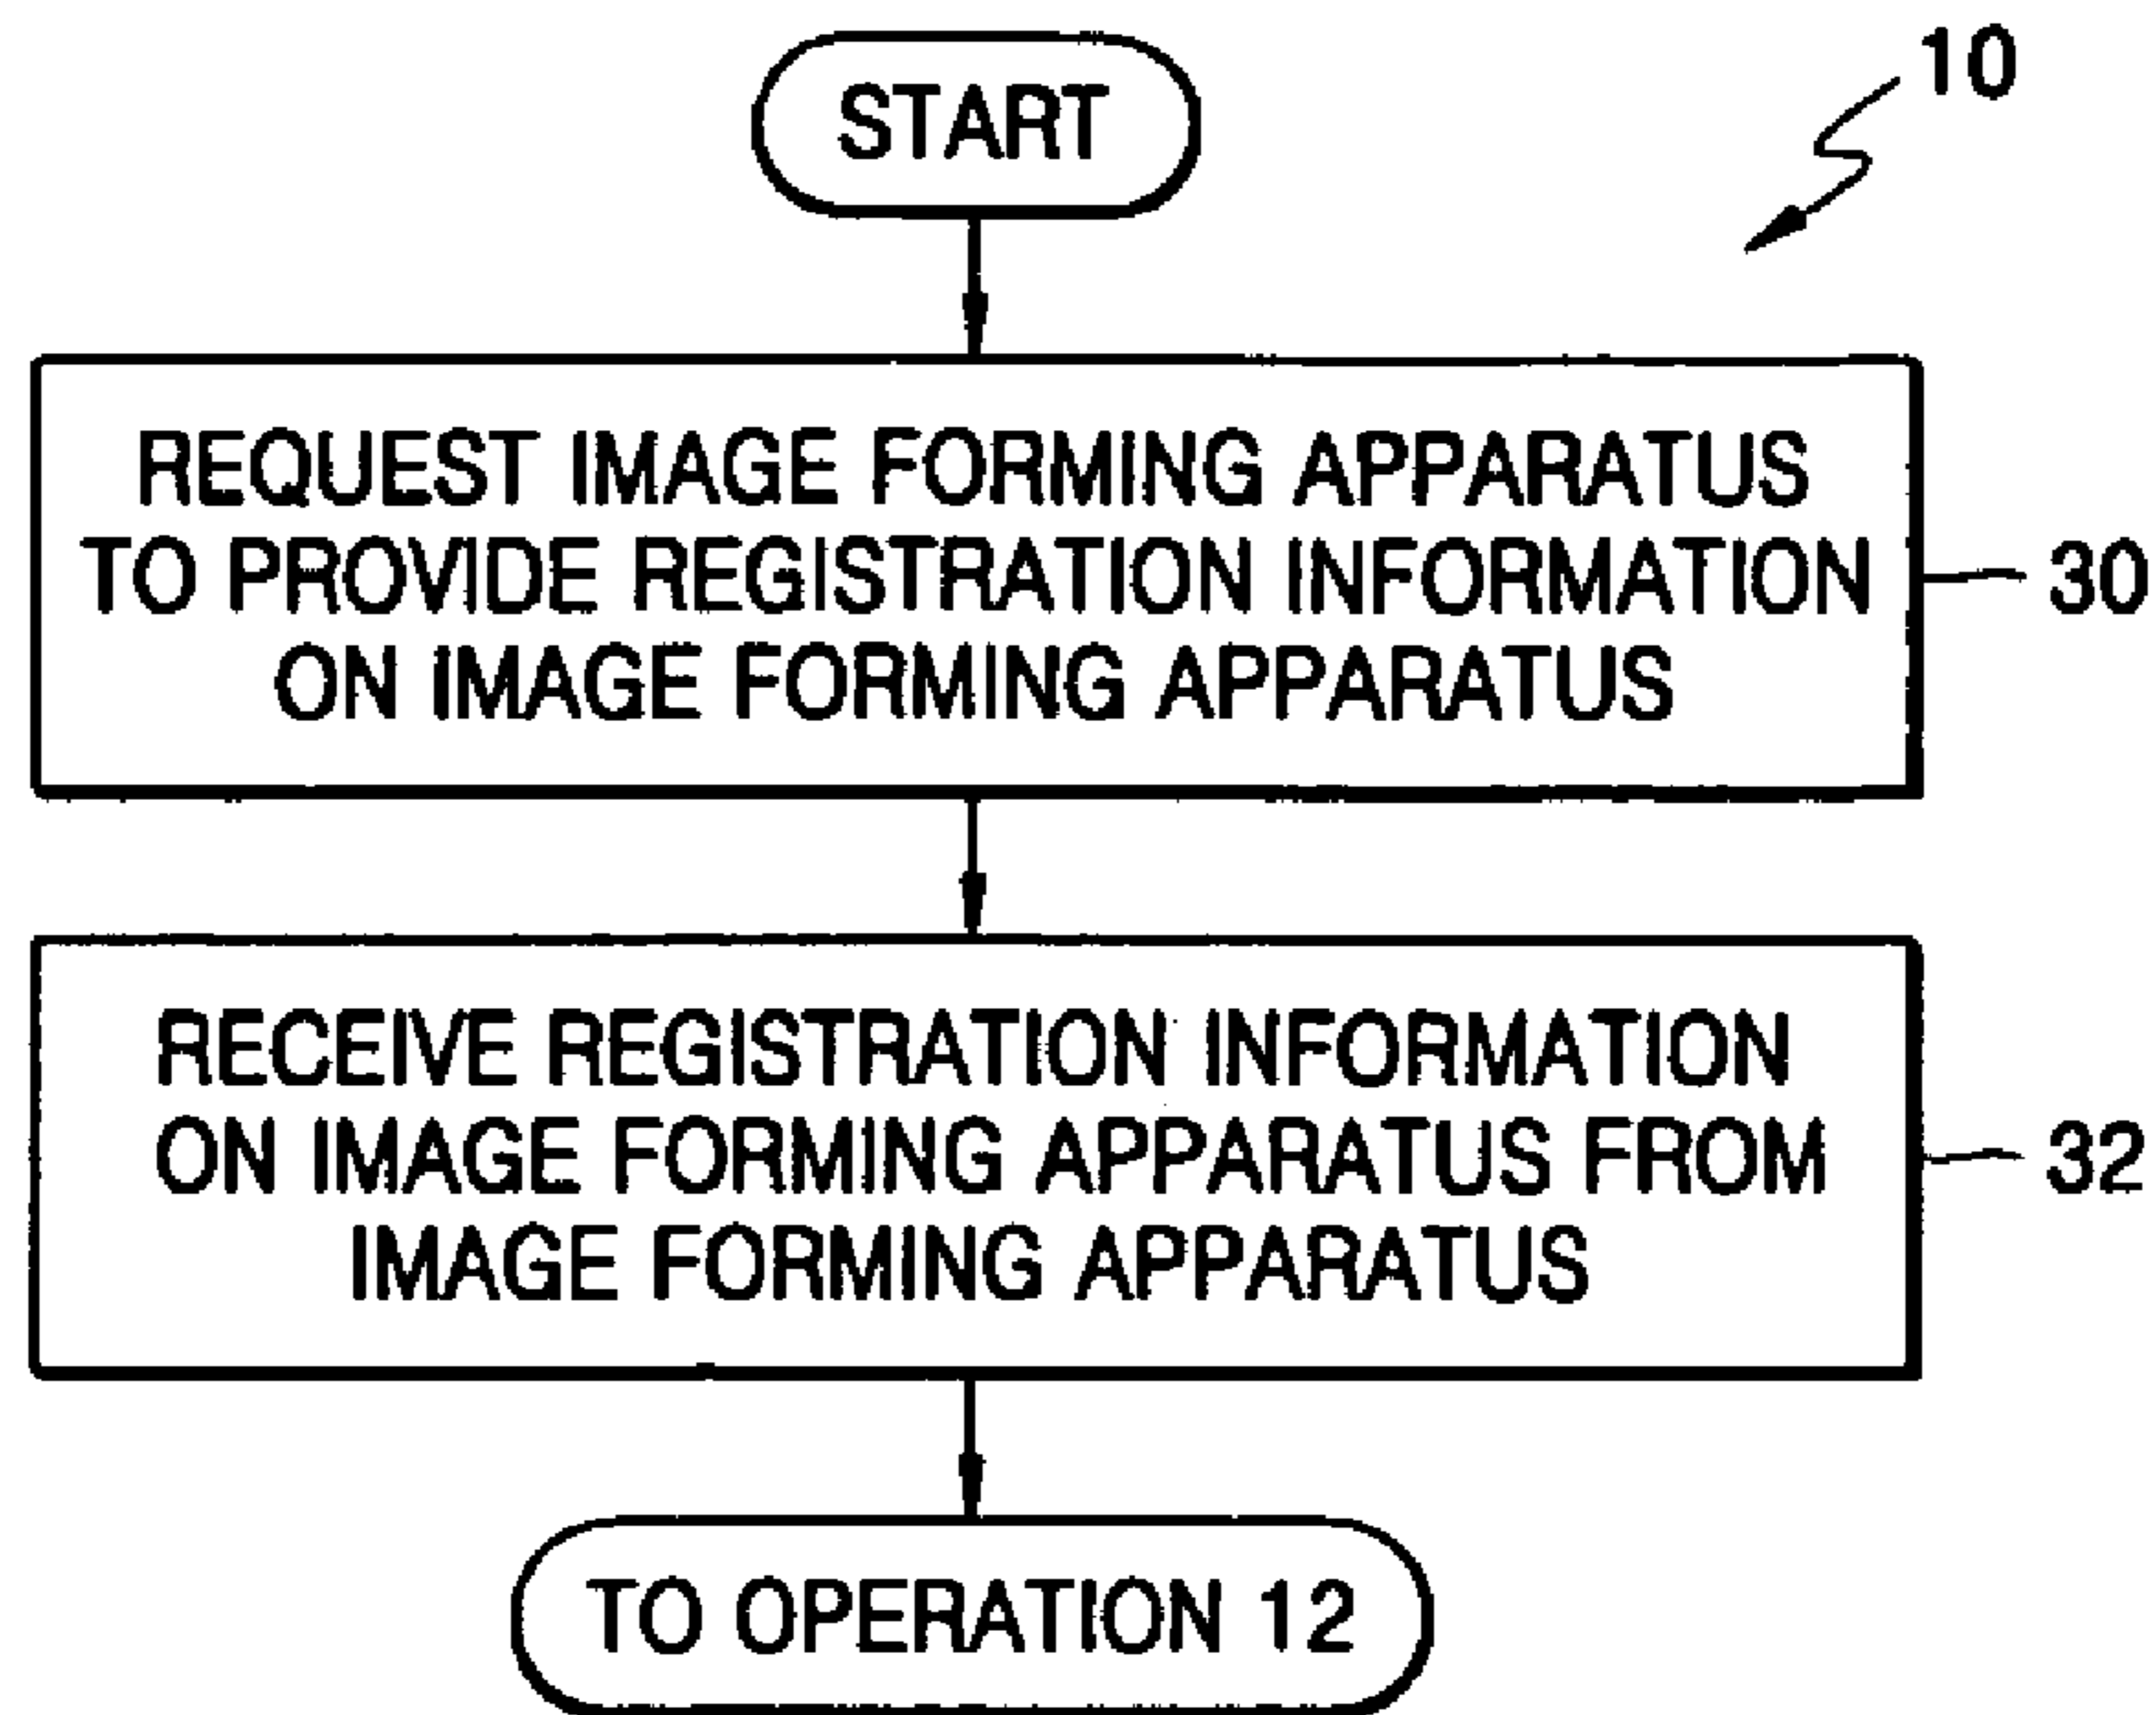 START
10
REQUEST IMAGE FORMING APPARATUS
TO PROVIDE REGISTRATION INFORMATION
ON IMAGE FORMING APPARATUS
30
RECEIVE REGISTRATION INFORMATION
ON IMAGE FORMING APPARATUS FROM
IMAGE FORMING APPARATUS
32
TO OPERATION 12